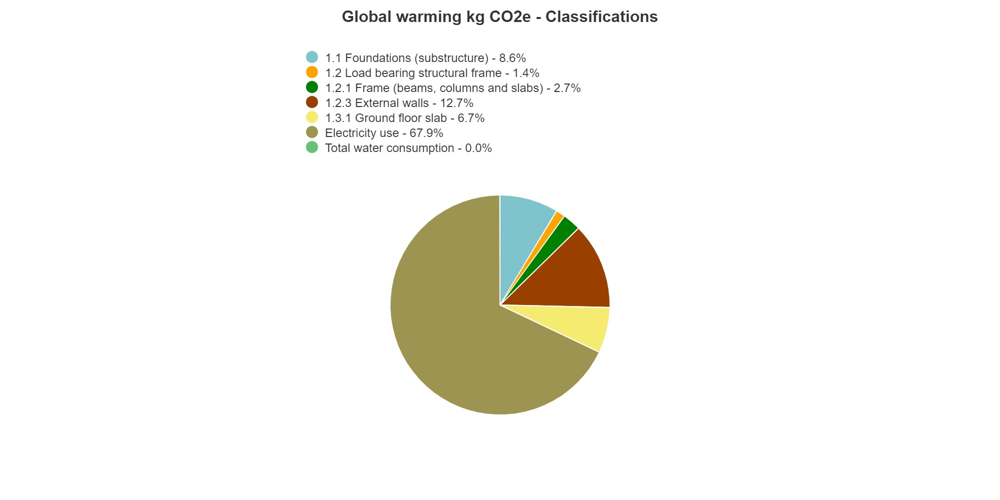 Global warming kg CO2e - Classifications
1.1 Foundations (substructure) - 8.6%
1.2 Load bearing structural frame - 1.4%
1.2.1 Frame (beams, columns and slabs) - 2.7%
1.2.3 External walls - 12.7%
1.3.1 Ground floor slab - 6.7%
Electricity use - 67.9%
Total water consumption - 0.0%